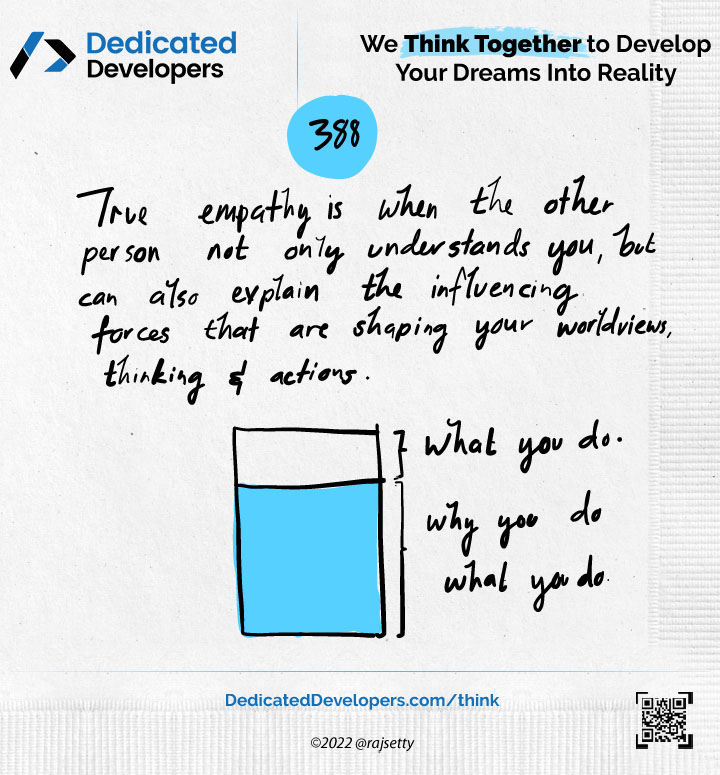 Dedicated
Developers
We Think Together to Develop
Your Dreams Into Reality
388
True empathy is when the other
person not only understands you, but
can also explain the influencing
forces that are shaping your worldviews,
thinking & actions.
What you do.
why you do
what you do.
DedicatedDevelopers.com/think
©2022 @rajsetty